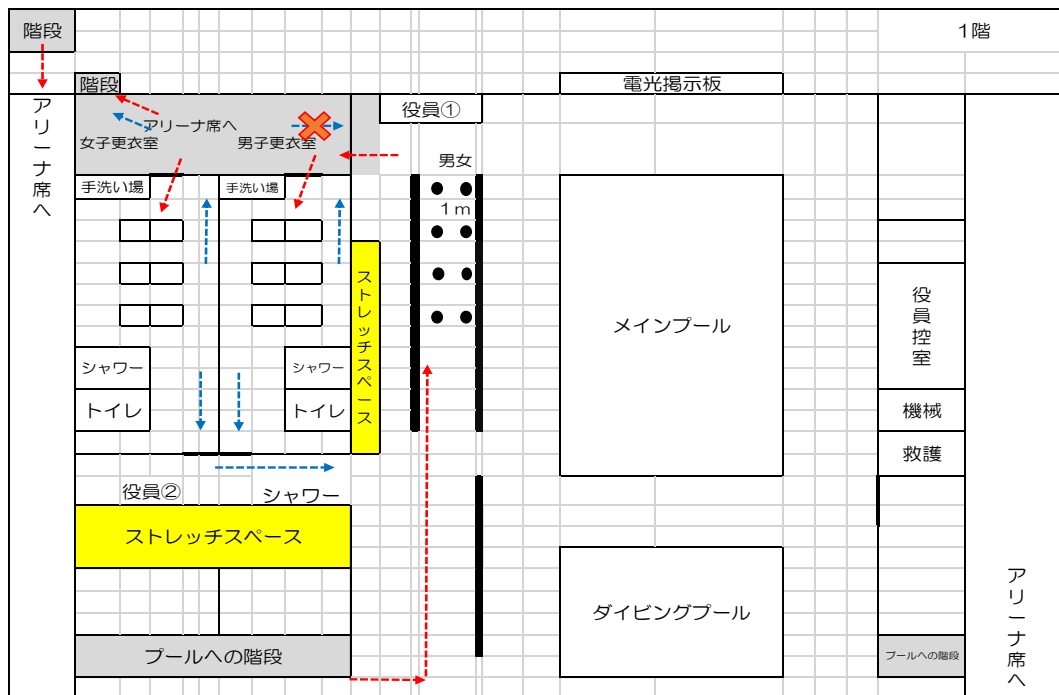 階段
1階
階段
電光掲示板
アリーナ席へ
役員①
アリーナ席へ
女子更衣室
男子更衣室
男女
手洗い場
手洗い場
1m
ストレッチスペース
メインプール
役員控室
シャワー
シャワー
トイレ
トイレ
機械
救護
役員②
シャワー
ストレッチスペース
アリーナ席へ
ダイビングプール
プールへの階段
プールへの階段